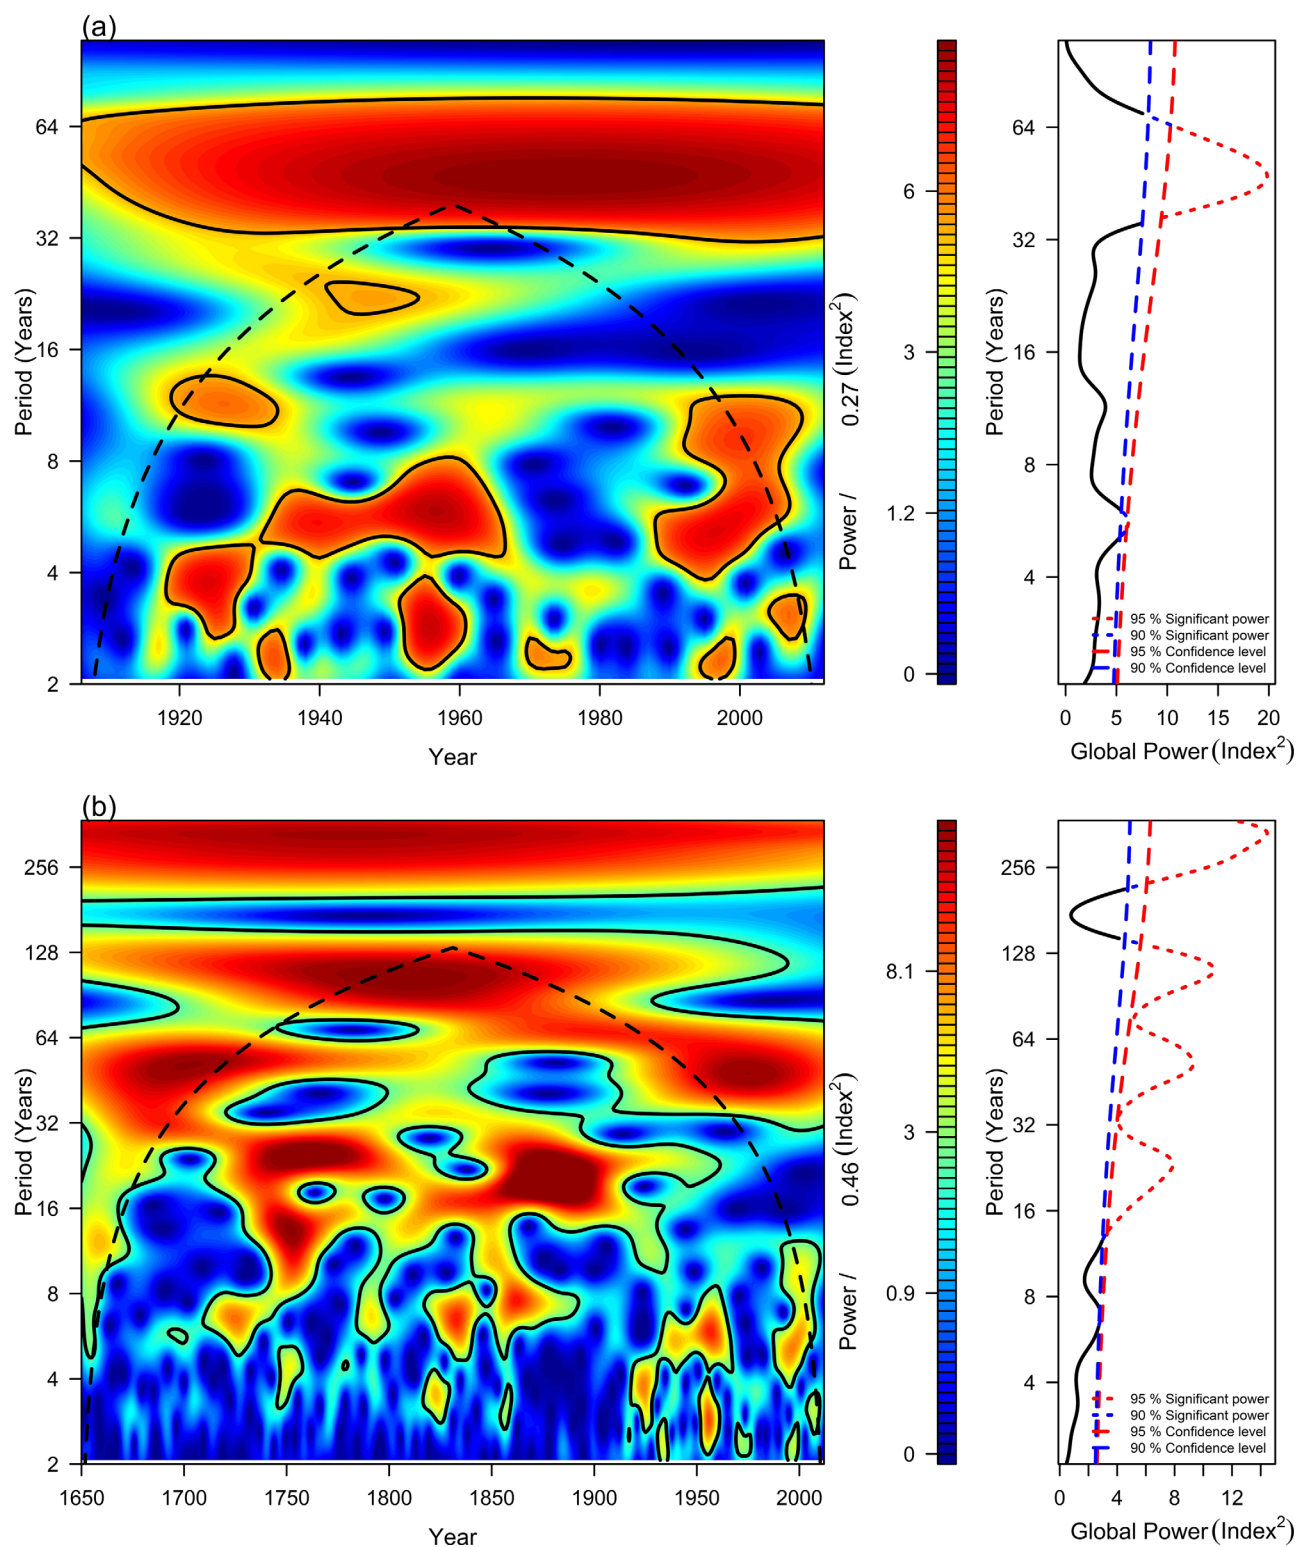 (a)
64
32
16
8
4
2
Period (Years)
1920
1940
1960
1980
2000
Year
6
3
1.2
0
Power / 0.27 (Index²)
64
32
16
8
4
Period (Years)
95 % Significant power
90 % Significant power
95 % Confidence level
90 % Confidence level
0
5
10
15
20
Global Power (Index²)
(b)
256
128
64
32
16
8
4
2
Period (Years)
1650
1700
1750
1800
1850
1900
1950
2000
Year
8.1
3
0.9
0
Power / 0.46 (Index²)
256
128
64
32
16
8
4
Period (Years)
95 % Significant power
90 % Significant power
95 % Confidence level
90 % Confidence level
0
4
8
12
Global Power (Index²)